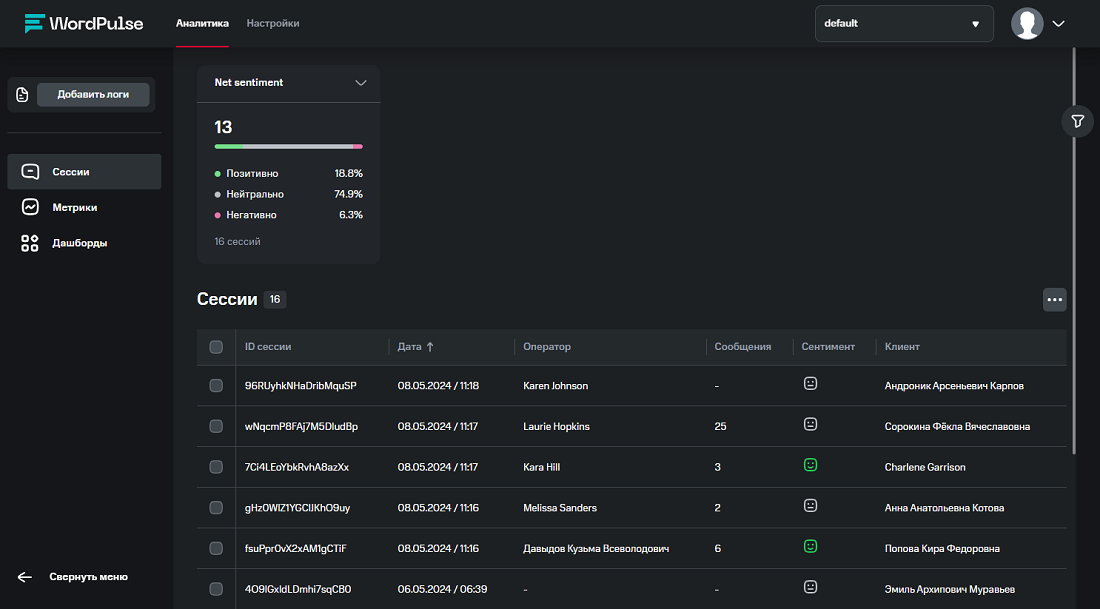 WordPulse
Аналитика
Настройки
default
Добавить логи
Сессии
Метрики
Дашборды
Свернуть меню
Net sentiment
13
Позитивно 18.8%
Нейтрально 74.9%
Негативно 6.3%
16 сессий
Сессии 16
ID сессии Дата ↑ Оператор Сообщения Сентимент Клиент
96RUyhkNHaDribMquSP 08.05.2024 / 11:18 Karen Johnson - Андроник Арсеньевич Карпов
wNqcmP8FAj7M5DludBp 08.05.2024 / 11:17 Laurie Hopkins 25 Сорокина Фёкла Вячеславовна
7Ci4LEoYbkRvhA8azXx 08.05.2024 / 11:17 Kara Hill 3 Charlene Garrison
gHz0WIZ1YGClJKhO9uy 08.05.2024 / 11:16 Melissa Sanders 2 Анна Анатольевна Котова
fsuPpr0vX2xAM1gCTiF 08.05.2024 / 11:16 Давыдов Кузьма Всеволодович 6 Попова Кира Федоровна
4O9IGxldLDmhi7sqCB0 06.05.2024 / 06:39 - - Эмиль Архипович Муравьев